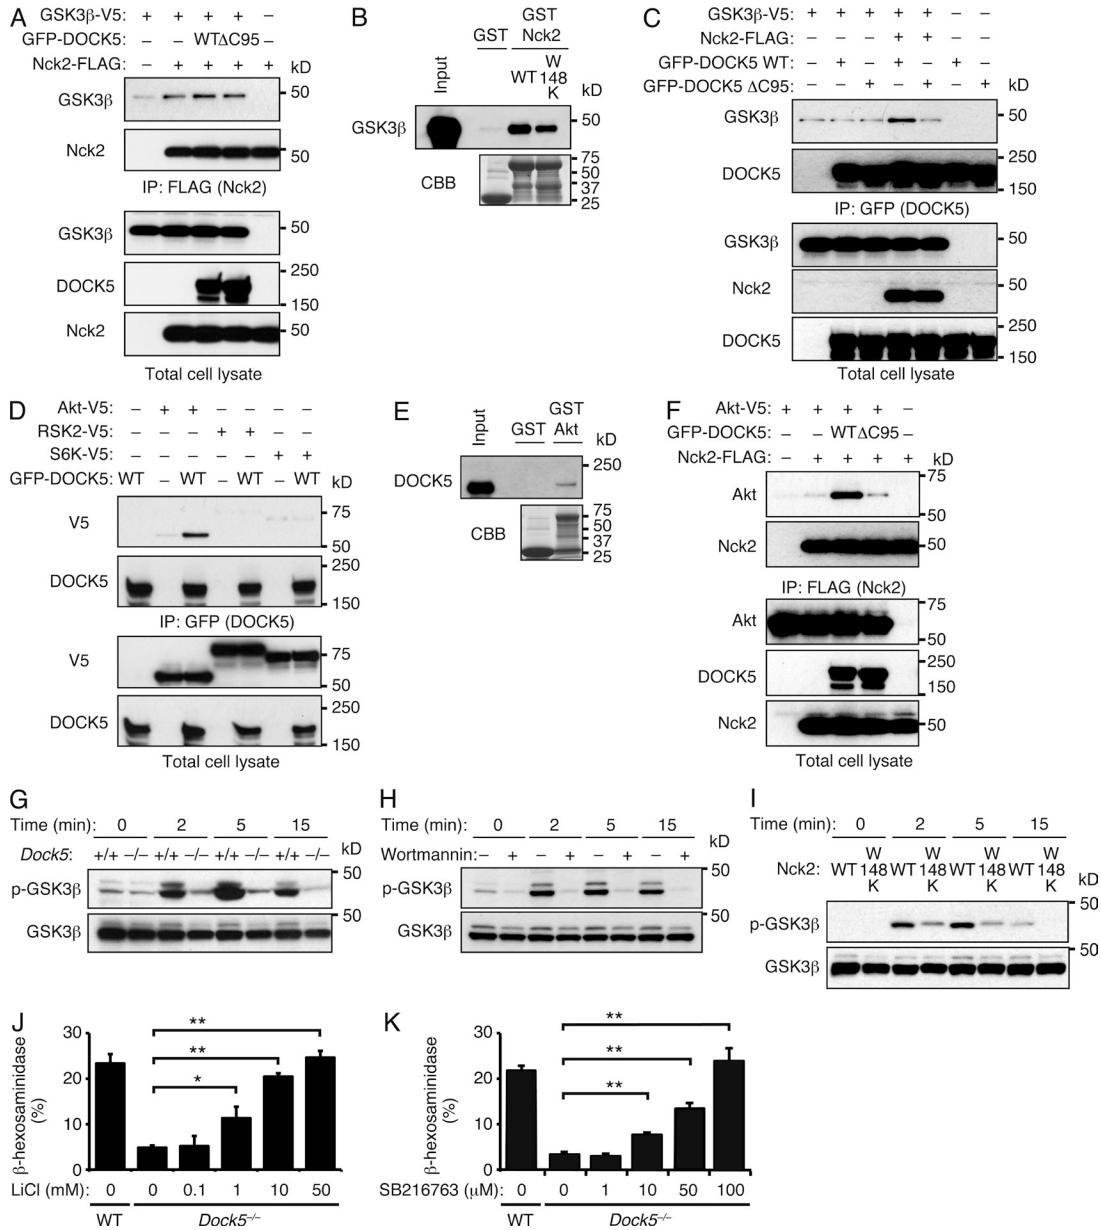 A
GSK3β-V5: + + + + –
GFP-DOCK5: – – WT ΔC95 –
Nck2-FLAG: – + + + +
kD
GSK3β 50
Nck2 50
IP: FLAG (Nck2)
GSK3β 50
DOCK5 250
150
Nck2 50
Total cell lysate
B
GST
GST Nck2
Input
WT
W
148
K
kD
GSK3β 50
CBB 75
50
37
25
C
GSK3β-V5: + + + + + – –
Nck2-FLAG: – – – + + – –
GFP-DOCK5 WT: – + – + – + –
GFP-DOCK5 ΔC95: – – + – + – +
kD
GSK3β 50
DOCK5 250
150
IP: GFP (DOCK5)
GSK3β 50
Nck2 50
DOCK5 250
150
Total cell lysate
D
Akt-V5: – + + – – – –
RSK2-V5: – – – + + – –
S6K-V5: – – – – – + +
GFP-DOCK5: WT – WT – WT – WT
kD
V5 75
50
DOCK5 250
150
IP: GFP (DOCK5)
V5 75
50
DOCK5 250
150
Total cell lysate
E
Input
GST
GST
Akt
kD
DOCK5 250
CBB 75
50
37
25
F
Akt-V5: + + + + –
GFP-DOCK5: – – WT ΔC95 –
Nck2-FLAG: – + + + +
kD
Akt 75
50
Nck2 50
IP: FLAG (Nck2)
Akt 75
50
DOCK5 250
150
Nck2 50
Total cell lysate
G
Time (min): 0 2 5 15
Dock5: +/+ –/– +/+ –/– +/+ –/– +/+ –/–
kD
p-GSK3β 50
GSK3β 50
H
Time (min): 0 2 5 15
Wortmannin: – + – + – + – +
kD
p-GSK3β 50
GSK3β 50
I
Time (min): 0 2 5 15
Nck2: WT W148K WT W148K WT W148K WT W148K
kD
p-GSK3β 50
GSK3β 50
J
β-hexosaminidase
(%)
30
20
10
0
**
**
*
LiCl (mM): 0 0 0.1 1 10 50
WT Dock5–/–
K
β-hexosaminidase
(%)
30
20
10
0
**
**
**
SB216763 (μM): 0 0 1 10 50 100
WT Dock5–/–